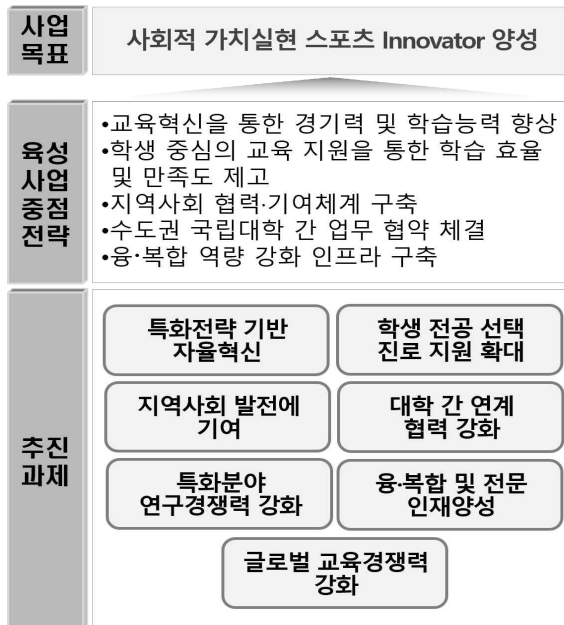 사업
목표
사회적 가치실현 스포츠 Innovator 양성
육성
사업
중점
전략
•교육혁신을 통한 경기력 및 학습능력 향상
•학생 중심의 교육 지원을 통한 학습 효율
및 만족도 제고
•지역사회 협력·기여체계 구축
•수도권 국립대학 간 업무 협약 체결
•융·복합 역량 강화 인프라 구축
추진
과제
특화전략 기반
자율혁신
학생 전공 선택
진로 지원 확대
지역사회 발전에
기여
대학 간 연계
협력 강화
특화분야
연구경쟁력 강화
융·복합 및 전문
인재양성
글로벌 교육경쟁력
강화